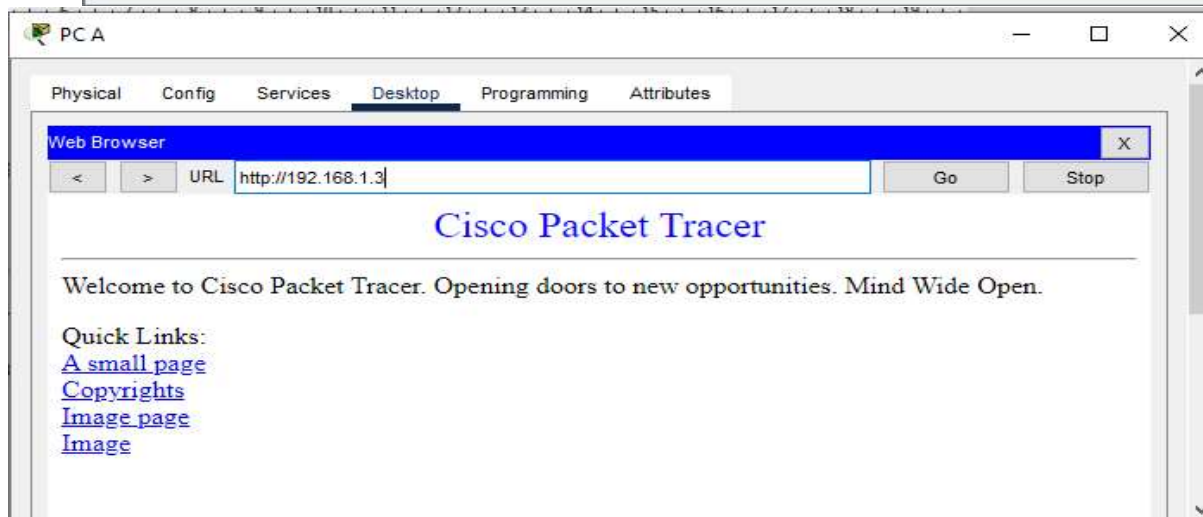 PC A
Physical Config Services Desktop Programming Attributes
Web Browser X
< > URL http://192.168.1.3 Go Stop
Cisco Packet Tracer
Welcome to Cisco Packet Tracer. Opening doors to new opportunities. Mind Wide Open.
Quick Links:
A small page
Copyrights
Image page
Image